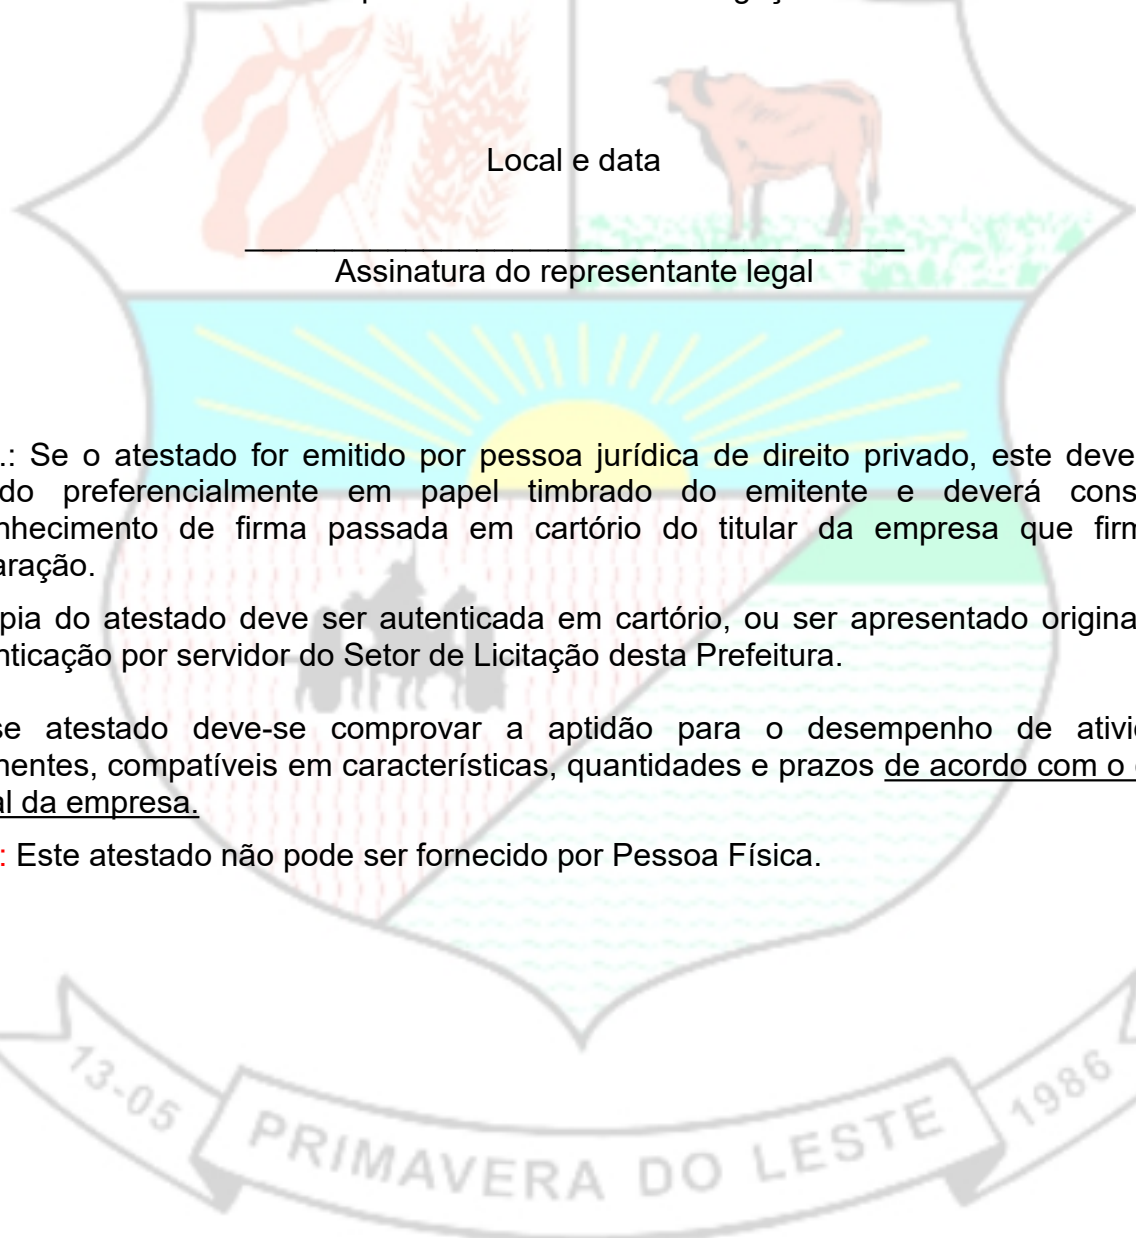 Local e data
Assinatura do representante legal
.: Se o atestado for emitido por pessoa jurídica de direito privado, este deve
do preferencialmente em papel timbrado do emitente e deverá cons
nhecimento de firma passada em cartório do titular da empresa que firm
aração.
pia do atestado deve ser autenticada em cartório, ou ser apresentado origina
nticação por servidor do Setor de Licitação desta Prefeitura.
se atestado deve-se comprovar a aptidão para o desempenho de ativi
nentes, compatíveis em características, quantidades e prazos de acordo com o
l da empresa.
: Este atestado não pode ser fornecido por Pessoa Física.
13-05 PRIMAVERA DO LESTE 1986